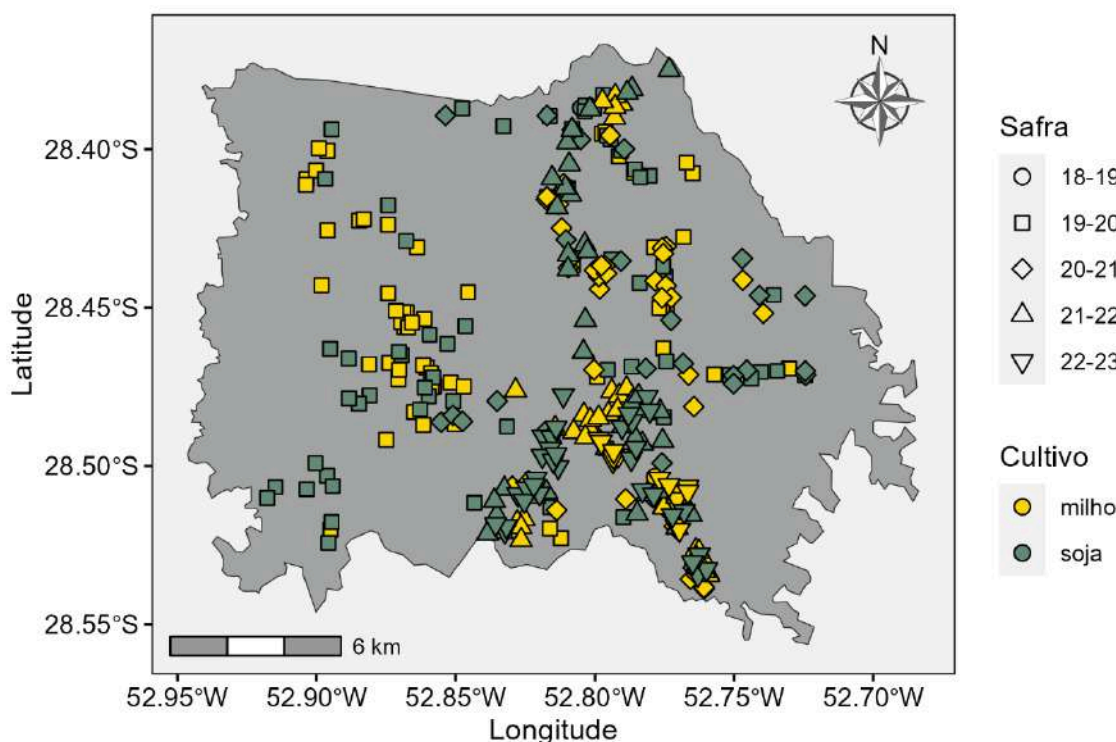 N
28.40°S
28.45°S
28.50°S
28.55°S
Latitude
6 km
52.95°W 52.90°W 52.85°W 52.80°W 52.75°W 52.70°W
Longitude
Safra
18-19
19-20
20-21
21-22
22-23
Cultivo
milho
soja